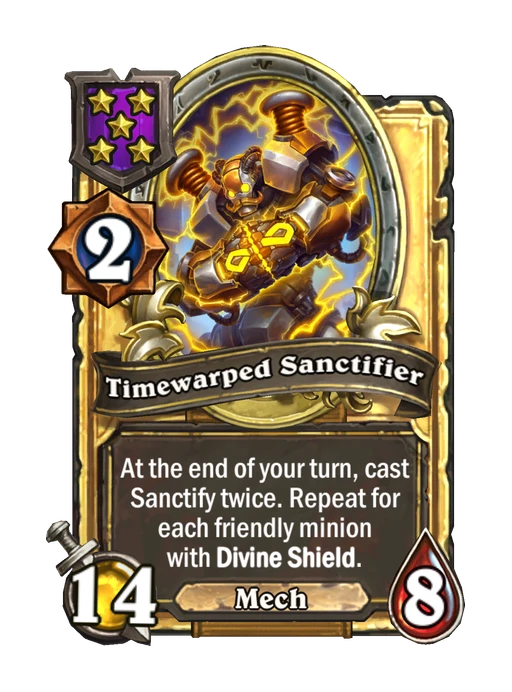 2
Timewarped Sanctifier
At the end of your turn, cast
Sanctify twice. Repeat for
each friendly minion
with Divine Shield.
14
Mech
8